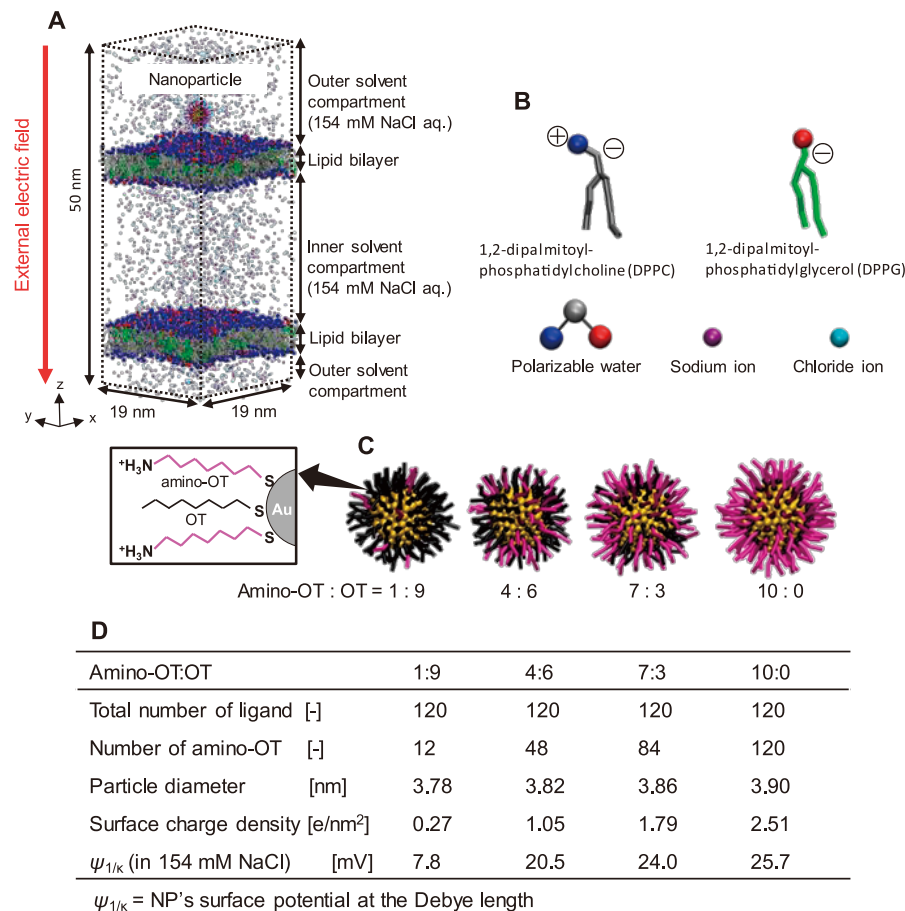 A
External electric field
50 nm
Nanoparticle
Outer solvent
compartment
(154 mM NaCl aq.)
Lipid bilayer
Inner solvent
compartment
(154 mM NaCl aq.)
Lipid bilayer
Outer solvent
compartment
19 nm
19 nm
z
y
x
B
+
−
−
1,2-dipalmitoyl-
phosphatidylcholine (DPPC)
1,2-dipalmitoyl-
phosphatidylglycerol (DPPG)
Polarizable water
Sodium ion
Chloride ion
C
⁺H₃N
amino-OT
S
OT
S
Au
⁺H₃N
S
Amino-OT : OT = 1 : 9
4 : 6
7 : 3
10 : 0
D
Amino-OT:OT 1:9 4:6 7:3 10:0
Total number of ligand [-] 120 120 120 120
Number of amino-OT [-] 12 48 84 120
Particle diameter [nm] 3.78 3.82 3.86 3.90
Surface charge density [e/nm²] 0.27 1.05 1.79 2.51
ψ1/κ (in 154 mM NaCl) [mV] 7.8 20.5 24.0 25.7
ψ1/κ = NP's surface potential at the Debye length